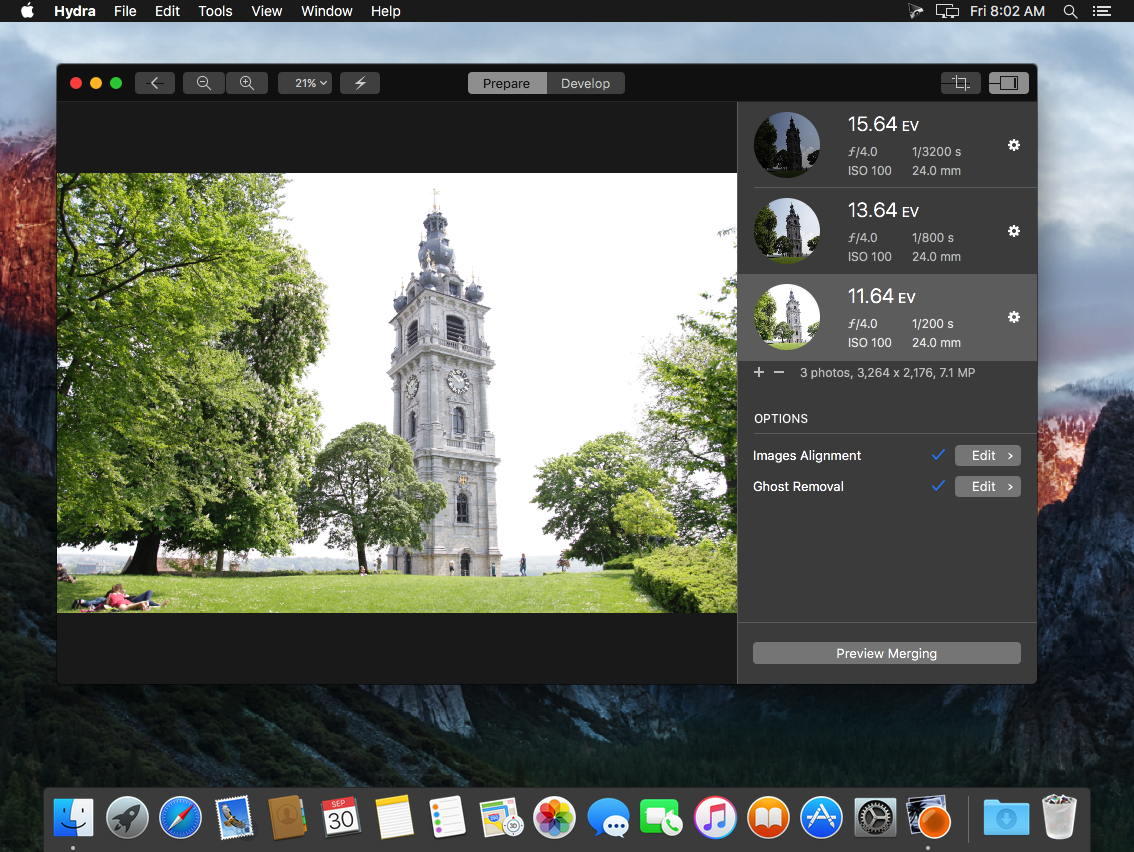 Hydra File Edit Tools View Window Help Fri 8:02 AM
21% Prepare Develop
15.64 EV
ƒ/4.0 1/3200 s
ISO 100 24.0 mm
13.64 EV
ƒ/4.0 1/800 s
ISO 100 24.0 mm
11.64 EV
ƒ/4.0 1/200 s
ISO 100 24.0 mm
+ − 3 photos, 3,264 x 2,176, 7.1 MP
OPTIONS
Images Alignment Edit >
Ghost Removal Edit >
Preview Merging
SEP
30